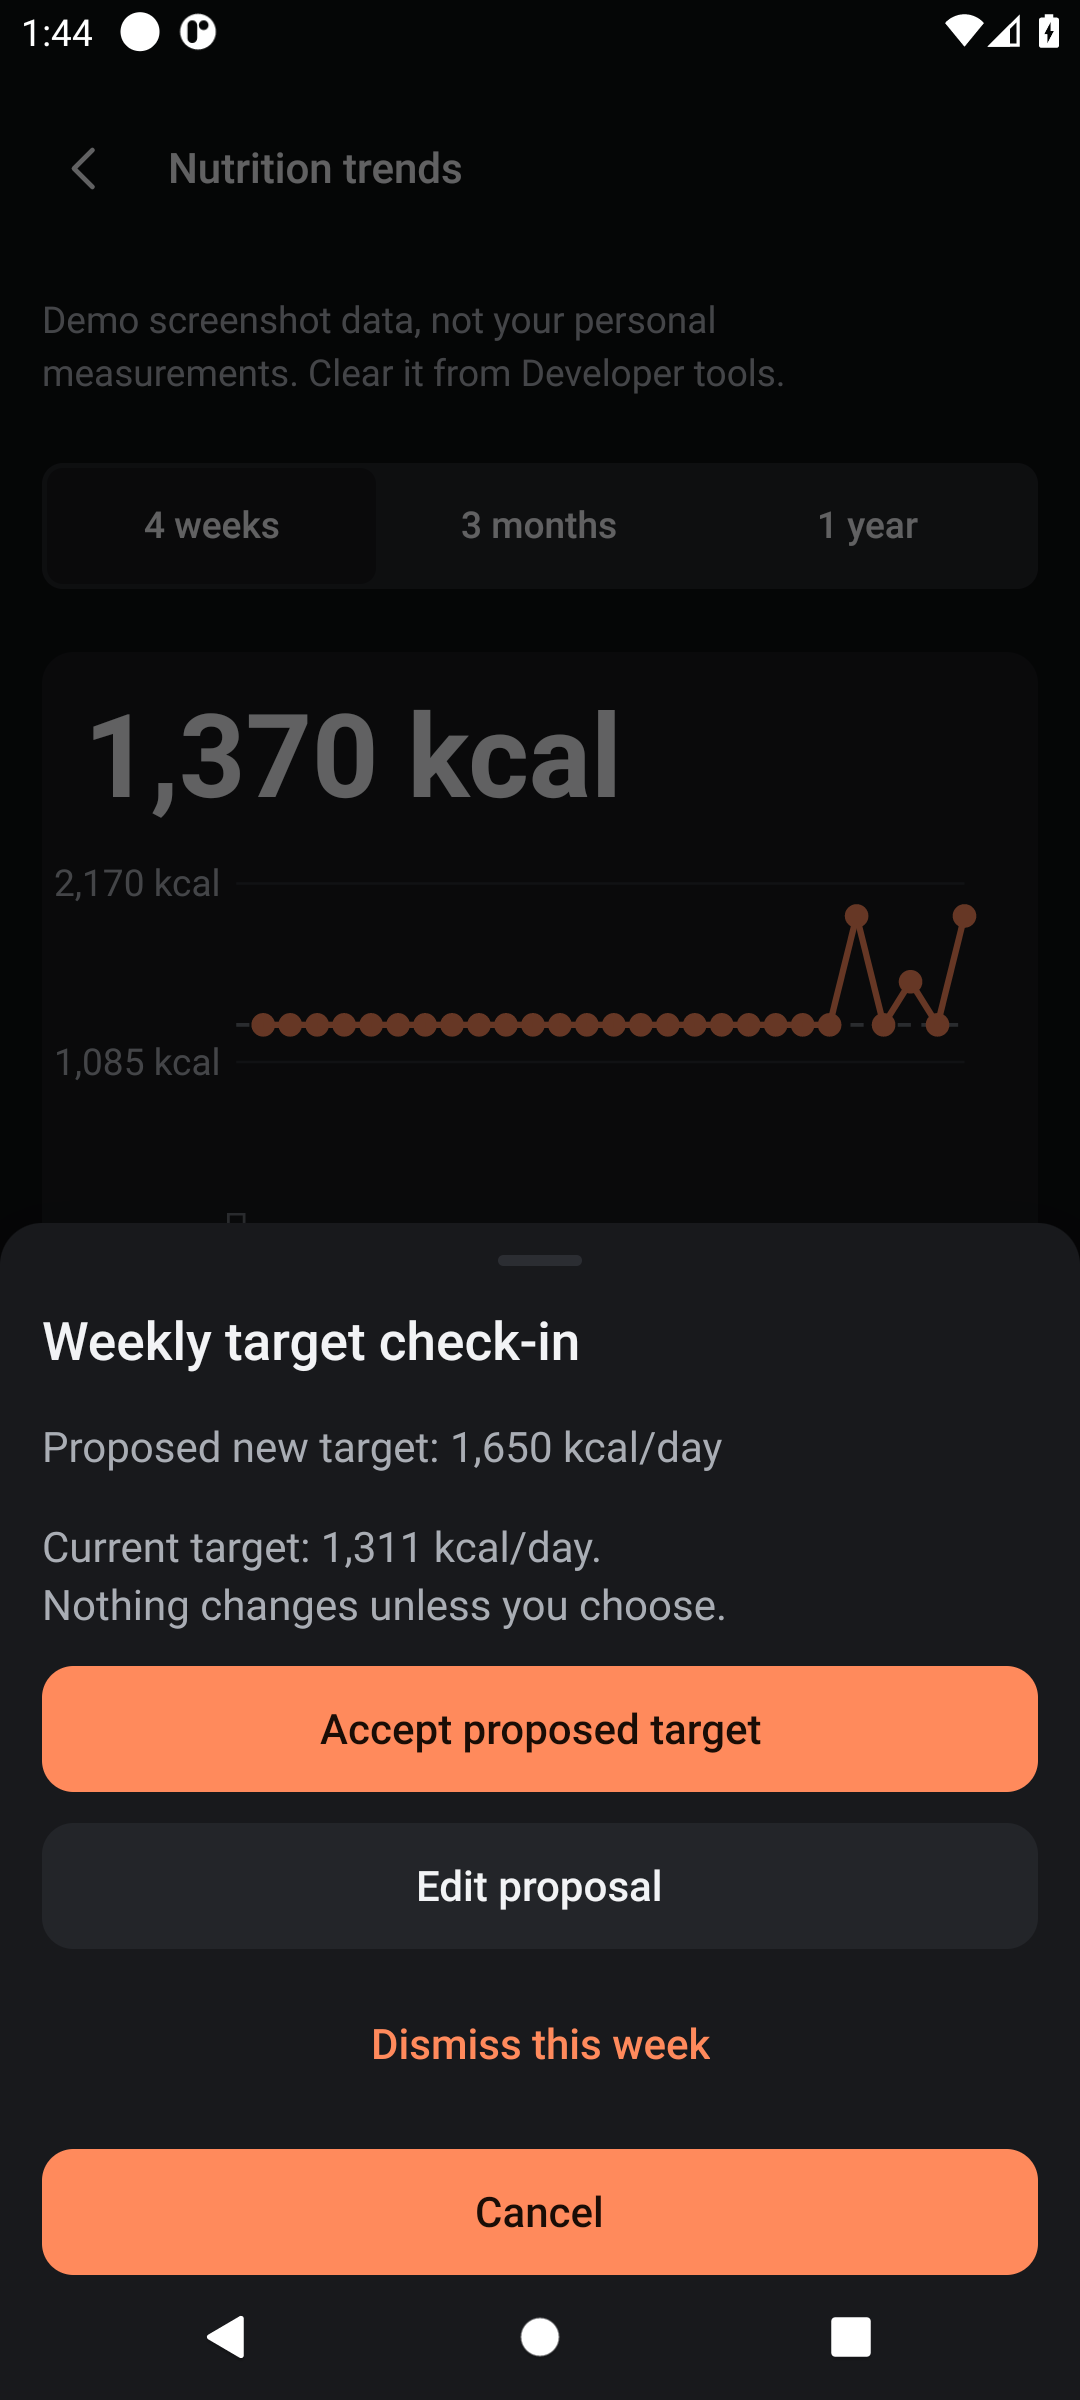 1:44
Nutrition trends
Demo screenshot data, not your personal
measurements. Clear it from Developer tools.
4 weeks
3 months
1 year
1,370 kcal
2,170 kcal
1,085 kcal
Weekly target check-in
Proposed new target: 1,650 kcal/day
Current target: 1,311 kcal/day.
Nothing changes unless you choose.
Accept proposed target
Edit proposal
Dismiss this week
Cancel